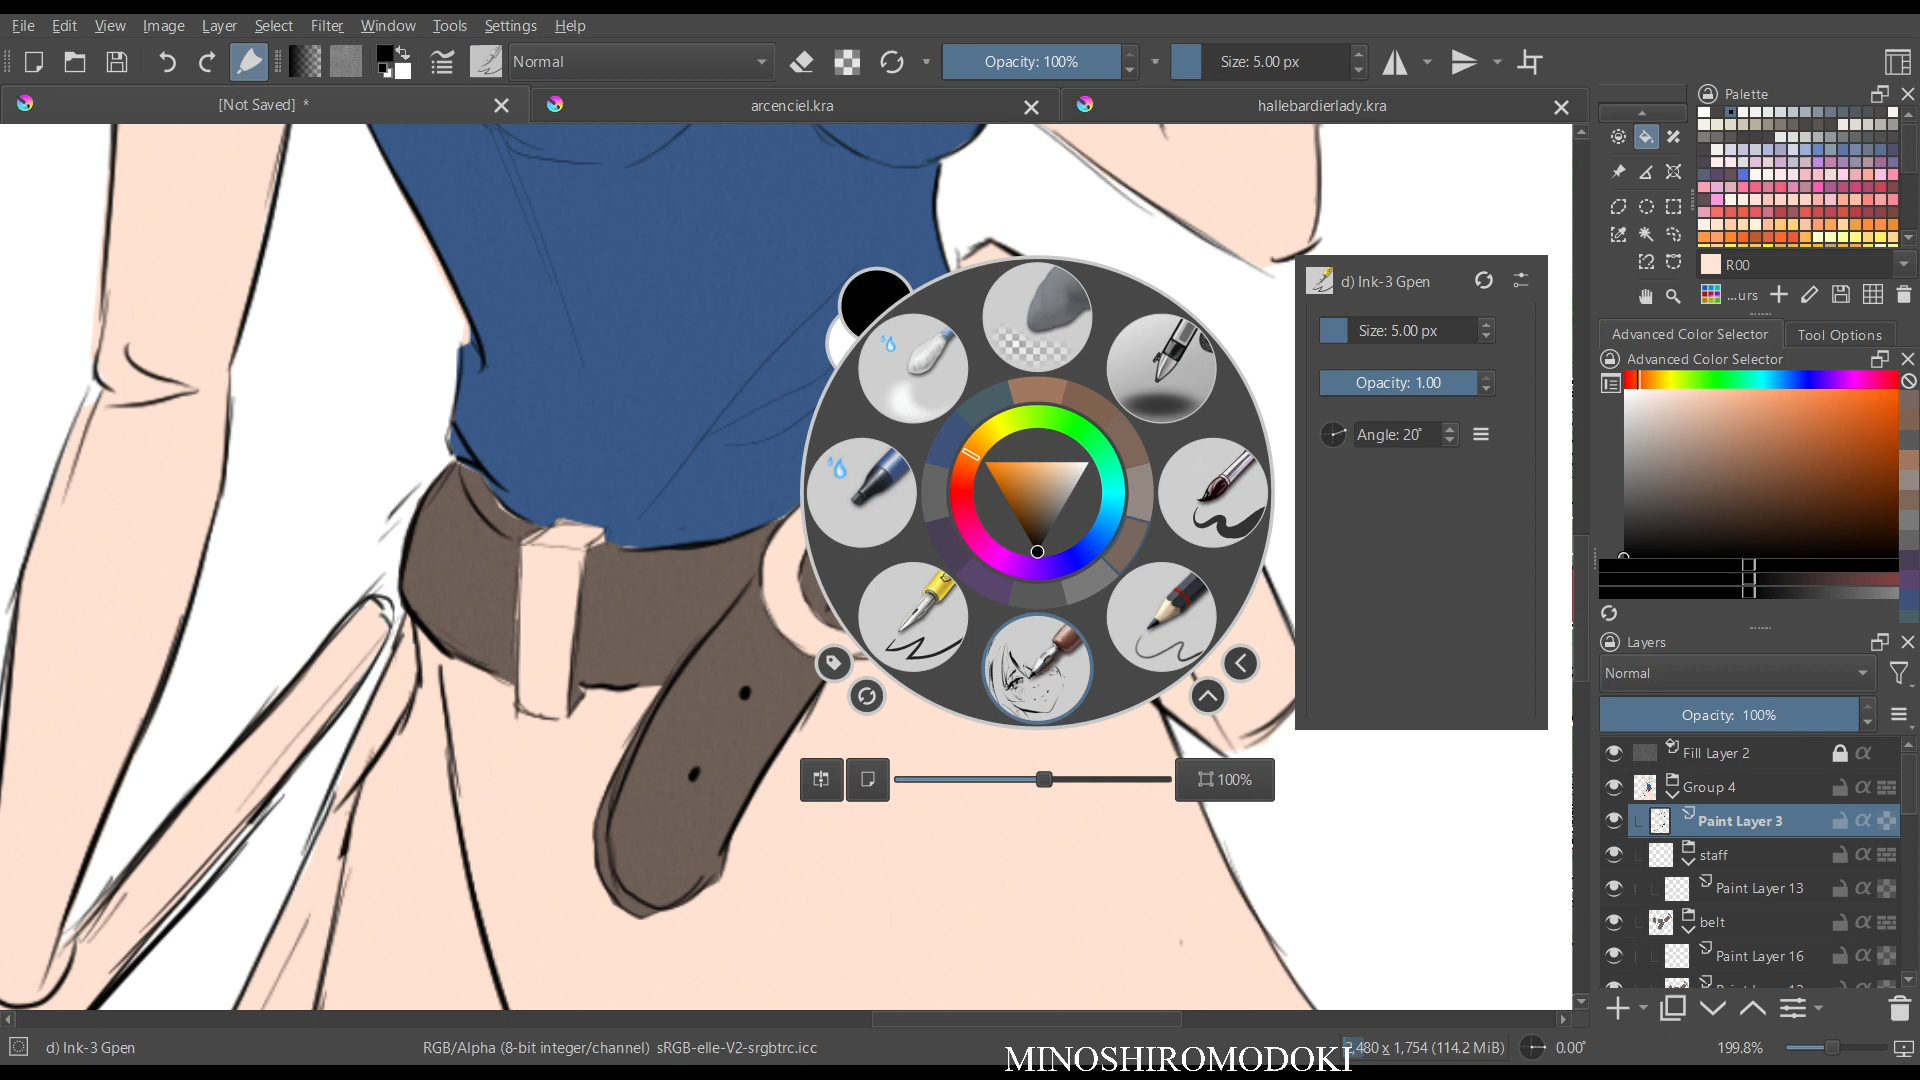 File Edit View Image Layer Select Filter Window Tools Settings Help
Normal
Opacity: 100%
Size: 5.00 px
[Not Saved] *
arcenciel.kra
hallebardierlady.kra
Palette
R00
...urs
Advanced Color Selector
Tool Options
Advanced Color Selector
d) Ink-3 Gpen
Size: 5.00 px
Opacity: 1.00
Angle: 20°
100%
Layers
Normal
Opacity: 100%
Fill Layer 2
Group 4
Paint Layer 3
staff
Paint Layer 13
belt
Paint Layer 16
d) Ink-3 Gpen
RGB/Alpha (8-bit integer/channel) sRGB-elle-V2-srgbtrc.icc
MINOSHIROMODOKI
2,480 x 1,754 (114.2 MiB)
0.00°
199.8%